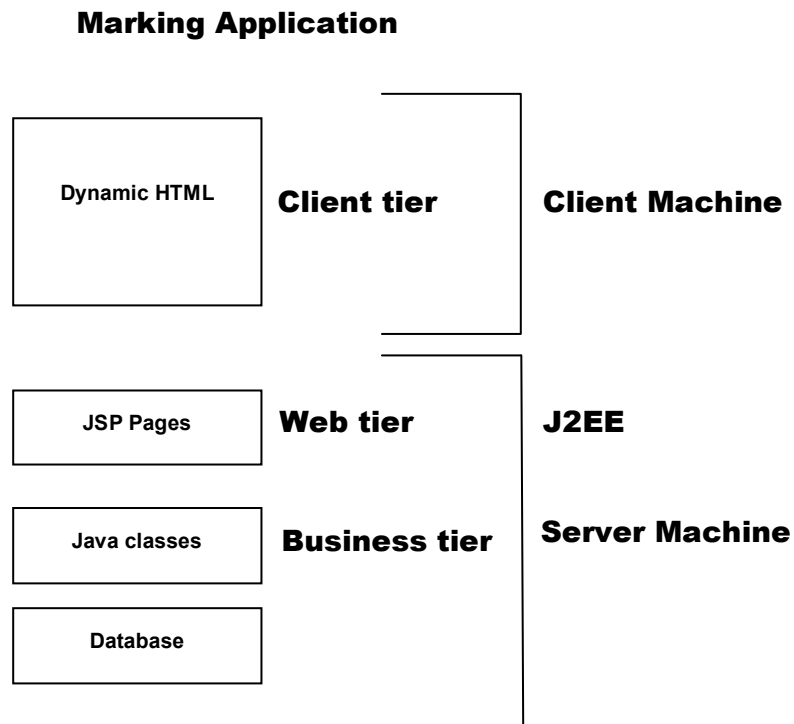 Marking Application
Dynamic HTML
Client tier
Client Machine
JSP Pages
Web tier
J2EE
Java classes
Business tier
Server Machine
Database